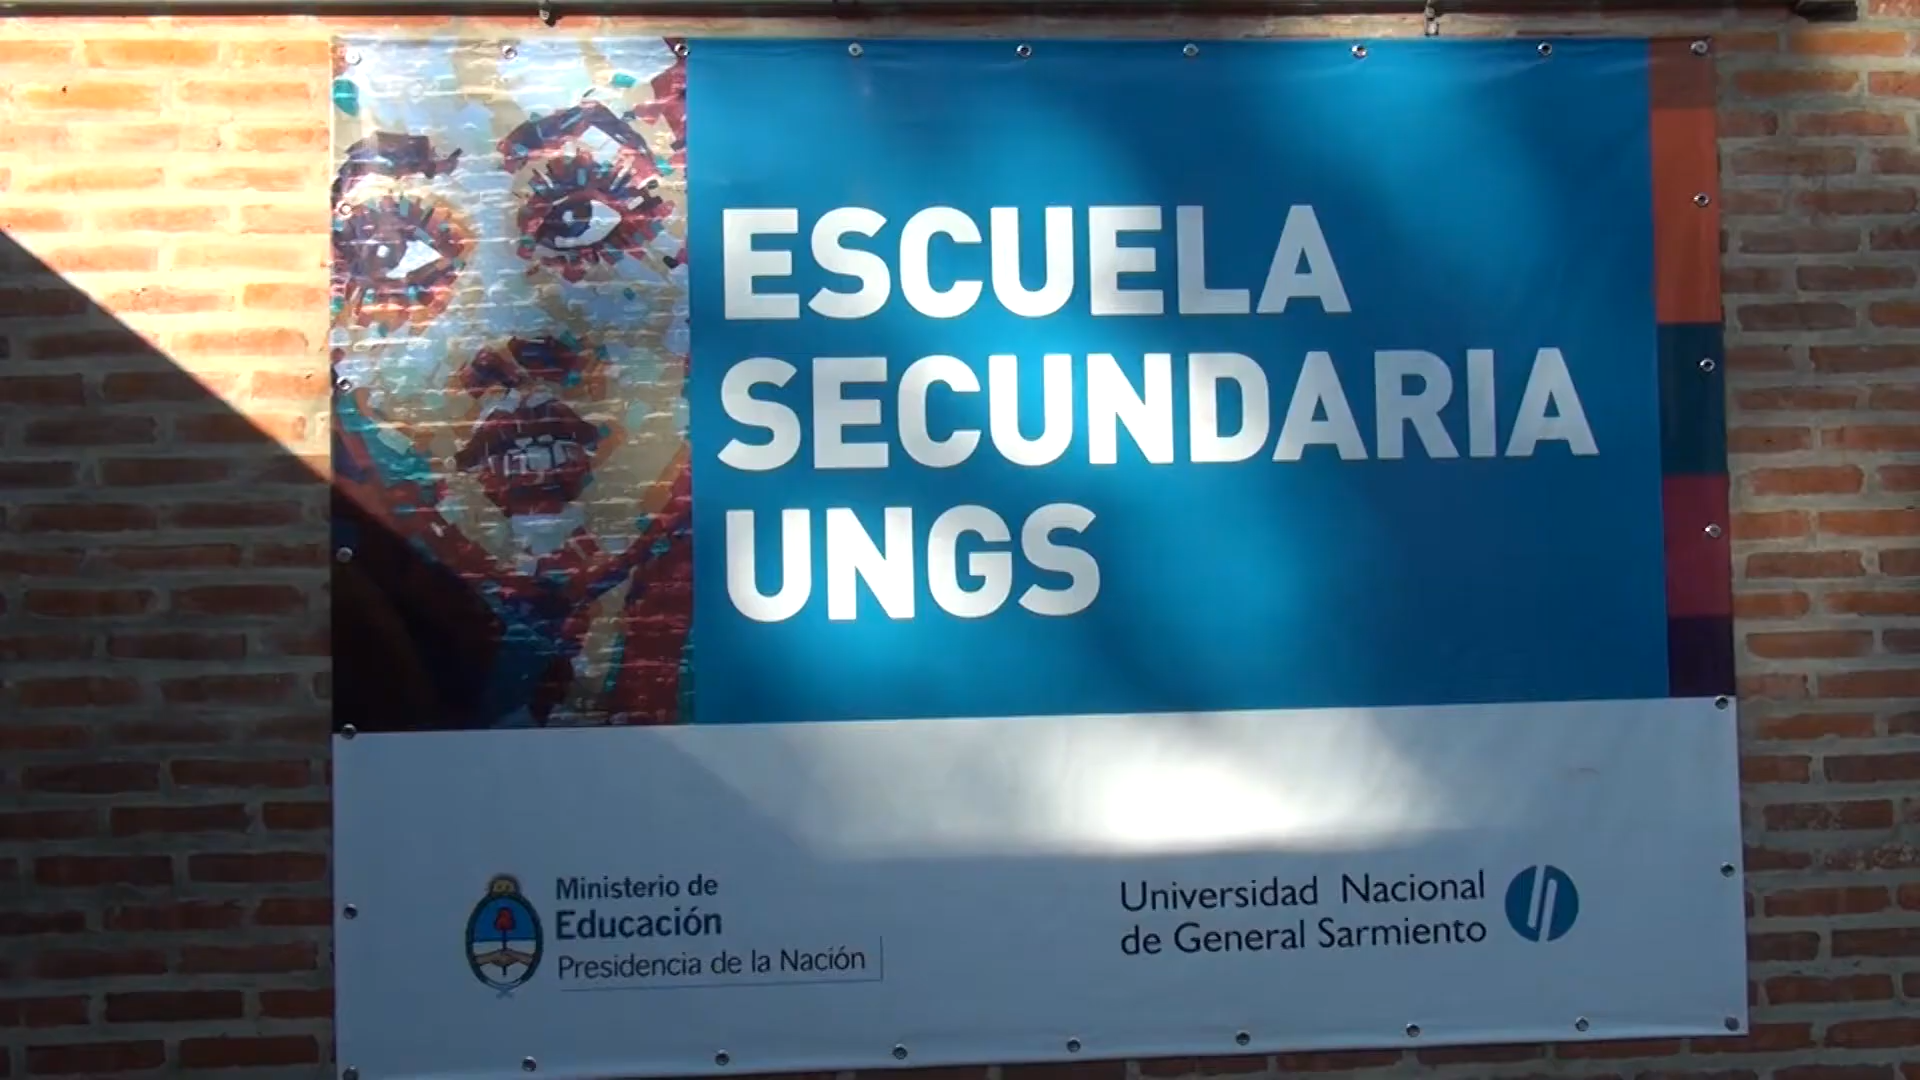 ESCUELA
SECUNDARIA
UNGS
Ministerio de
Educación
Presidencia de la Nación
Universidad Nacional
de General Sarmiento